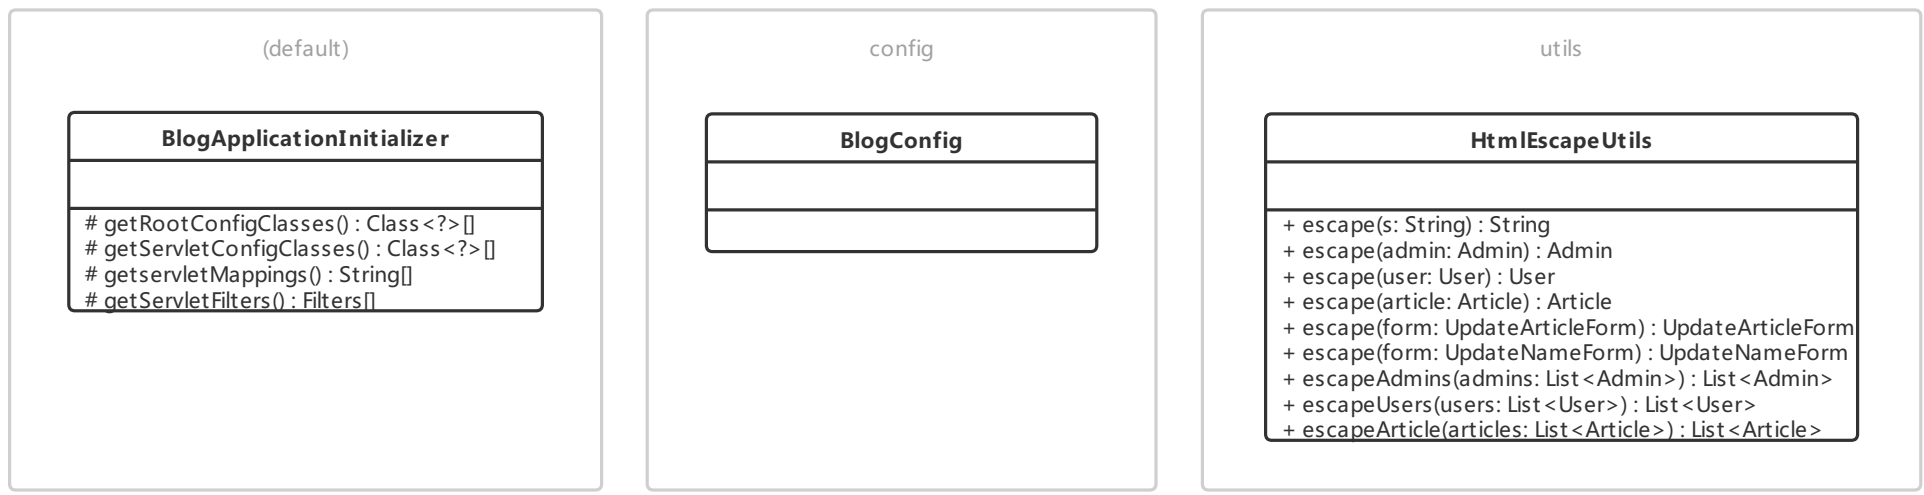 (default)
BlogApplicationInitializer
# getRootConfigClasses() : Class<?>[]
# getServletConfigClasses() : Class<?>[]
# getservletMappings() : String[]
# getServletFilters() : Filters[]
config
BlogConfig
utils
HtmlEscapeUtils
+ escape(s: String) : String
+ escape(admin: Admin) : Admin
+ escape(user: User) : User
+ escape(article: Article) : Article
+ escape(form: UpdateArticleForm) : UpdateArticleForm
+ escape(form: UpdateNameForm) : UpdateNameForm
+ escapeAdmins(admins: List<Admin>) : List<Admin>
+ escapeUsers(users: List<User>) : List<User>
+ escapeArticle(articles: List<Article>) : List<Article>